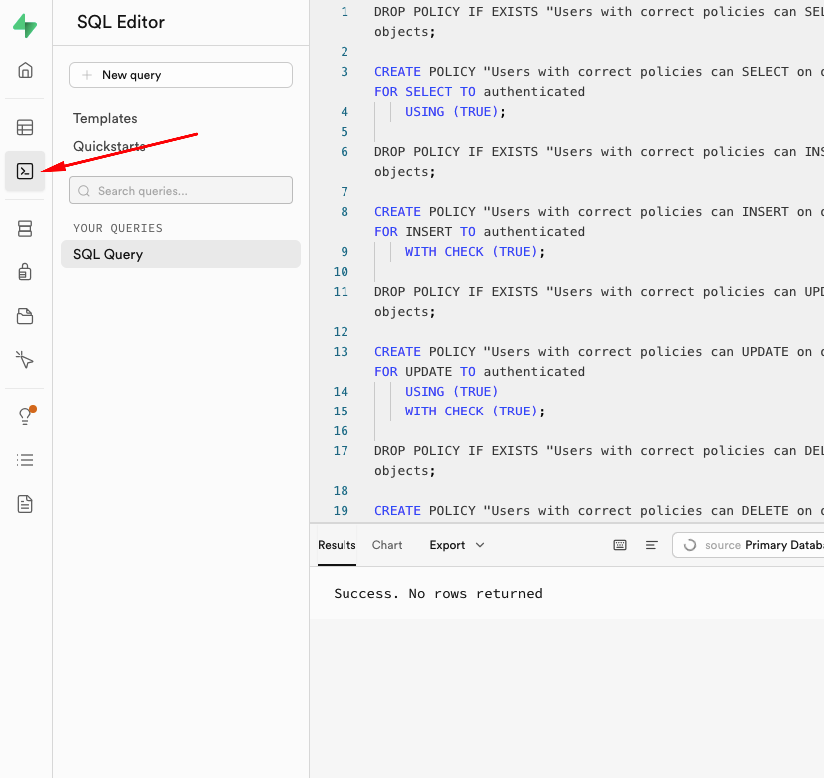 SQL Editor
New query
Templates
Quickstarts
Search queries...
YOUR QUERIES
SQL Query
1 DROP POLICY IF EXISTS "Users with correct policies can
objects;
2
3 CREATE POLICY "Users with correct policies can SELECT on
FOR SELECT TO authenticated
4 USING (TRUE);
5
6 DROP POLICY IF EXISTS "Users with correct policies can
objects;
7
8 CREATE POLICY "Users with correct policies can INSERT on
FOR INSERT TO authenticated
9 WITH CHECK (TRUE);
10
11 DROP POLICY IF EXISTS "Users with correct policies can
objects;
12
13 CREATE POLICY "Users with correct policies can UPDATE on
FOR UPDATE TO authenticated
14 USING (TRUE)
15 WITH CHECK (TRUE);
16
17 DROP POLICY IF EXISTS "Users with correct policies can
objects;
18
19 CREATE POLICY "Users with correct policies can DELETE on
Results Chart Export source Primary
Success. No rows returned